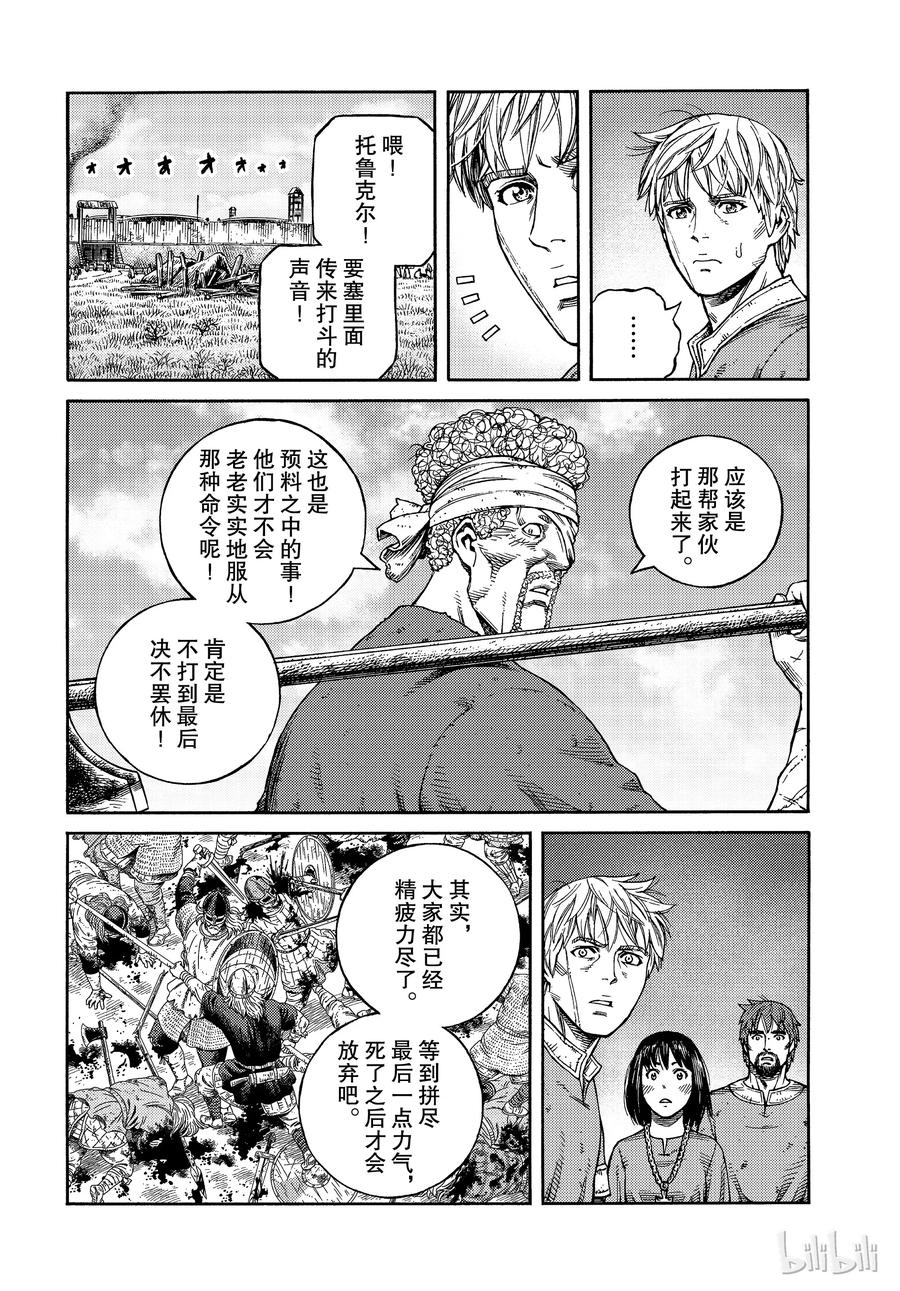 ……
喂！
托鲁克尔！
要塞里面
传来打斗的
声音！
オオオオオ…
应该是
那帮家伙
打起来了。
这也是
预料之中的事！
他们才不会
老老实实地服从
那种命令呢！
肯定是
不打到最后
决不罢休！
其实，
大家都已经
精疲力尽了。
等到拼尽
最后一点力气，
死了之后才会
放弃吧。
bilibili